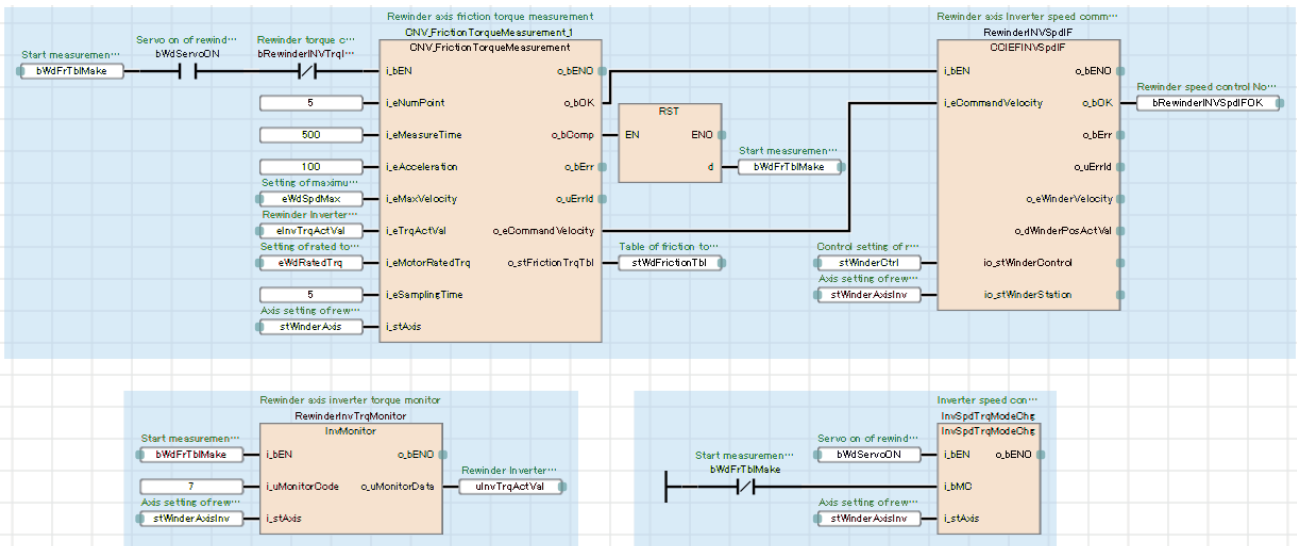 Rewinder axis friction torque measurement
ONV_FrictionTorqueMeasurement_1
ONV_FrictionTorqueMeasurement
Start measuremen…
bWdFrTblMake
Servo on of rewind…
bWdServoON
Rewinder torque c…
bRewinderINVTrqI…
i_bEN
o_bENO
5
i_eNumPoint
o_bOK
500
i_eMeasureTime
o_bComp
100
i_eAcceleration
o_bErr
Setting of maximu…
eWdSpdMax
i_eMaxVelocity
o_uErrId
Rewinder Inverter…
eInvTrqActVal
i_eTrqActVal
o_eCommandVelocity
Setting of rated to…
eWdRatedTrq
i_eMotorRatedTrq
o_stFrictionTrqTbl
5
i_eSamplingTime
Axis setting of rew…
stWinderAxis
i_stAxis
RST
EN
ENO
d
Start measuremen…
bWdFrTblMake
Table of friction to…
stWdFrictionTbl
Rewinder axis Inverter speed comm…
RewinderINVSpdIF
CCIEFINVSpdIF
i_bEN
o_bENO
i_eCommandVelocity
o_bOK
Rewinder speed control No…
bRewinderINVSpdIFOK
o_bErr
o_uErrId
o_eWinderVelocity
o_dWinderPosActVal
Control setting of r…
stWinderCtrl
io_stWinderControl
Axis setting of rew…
stWinderAxisInv
io_stWinderStation
Rewinder axis inverter torque monitor
RewinderInvTrqMonitor
InvMonitor
Start measuremen…
bWdFrTblMake
i_bEN
o_bENO
7
i_uMonitorCode
o_uMonitorData
Rewinder Inverter…
uInvTrqActVal
Axis setting of rew…
stWinderAxisInv
i_stAxis
Inverter speed con…
InvSpdTrqModeChg
InvSpdTrqModeChg
Servo on of rewind…
bWdServoON
i_bEN
o_bENO
Start measuremen…
bWdFrTblMake
i_bMC
Axis setting of rew…
stWinderAxisInv
i_stAxis